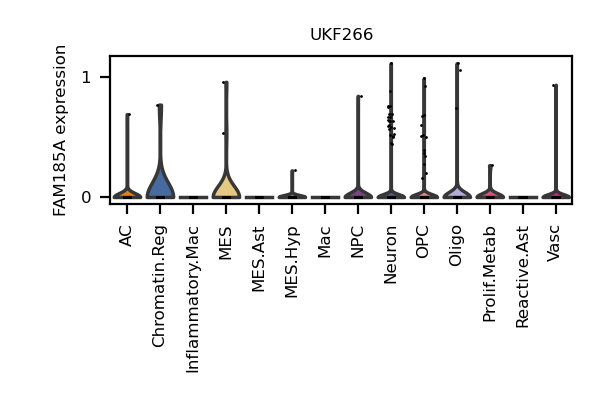 UKF266
FAM185A expression
1
0
AC
Chromatin.Reg
Inflammatory.Mac
MES
MES.Ast
MES.Hyp
Mac
NPC
Neuron
OPC
Oligo
Prolif.Metab
Reactive.Ast
Vasc